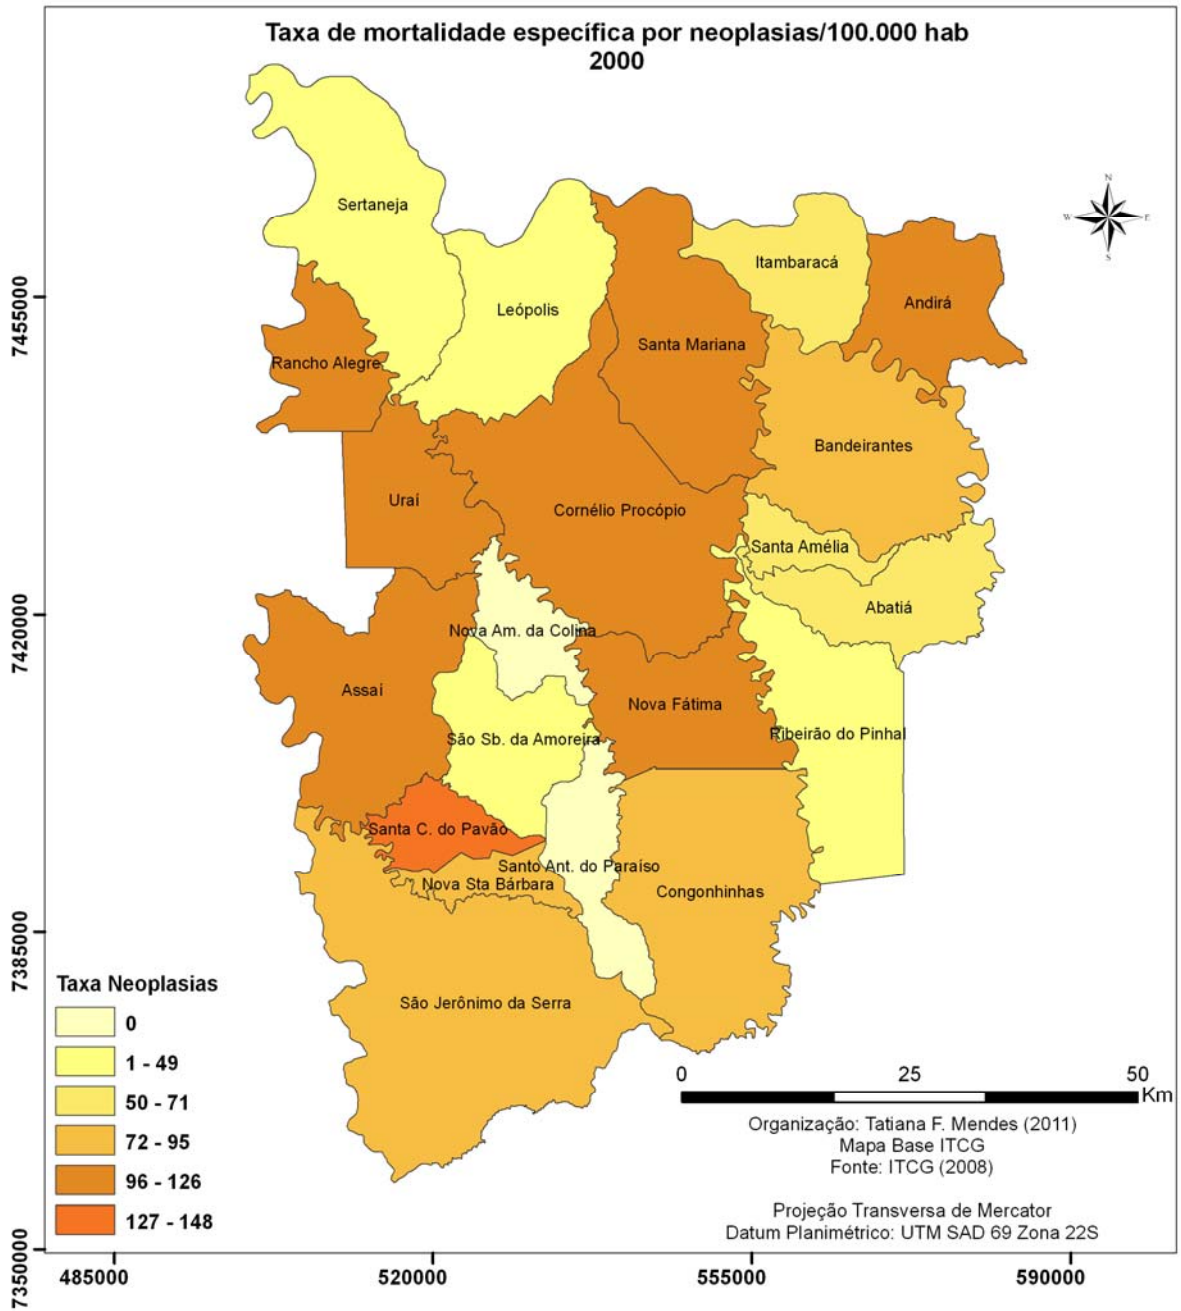 Taxa de mortalidade específica por neoplasias/100.000 hab
2000
N
W
E
S
Sertaneja
Itambaracá
Leópolis
Andirá
Santa Mariana
Rancho Alegre
Bandeirantes
Uraí
Cornélio Procópio
Santa Amélia
Abatiá
Nova Am. da Colina
Assaí
Nova Fátima
Ribeirão do Pinhal
São Sb. da Amoreira
Santa C. do Pavão
Santo Ant. do Paraíso
Nova Sta Bárbara
Congonhinhas
São Jerônimo da Serra
7455000
7420000
7385000
7350000
Taxa Neoplasias
0
1 - 49
50 - 71
72 - 95
96 - 126
127 - 148
0 25 50
Km
Organização: Tatiana F. Mendes (2011)
Mapa Base ITCG
Fonte: ITCG (2008)
Projeção Transversa de Mercator
Datum Planimétrico: UTM SAD 69 Zona 22S
485000 520000 555000 590000